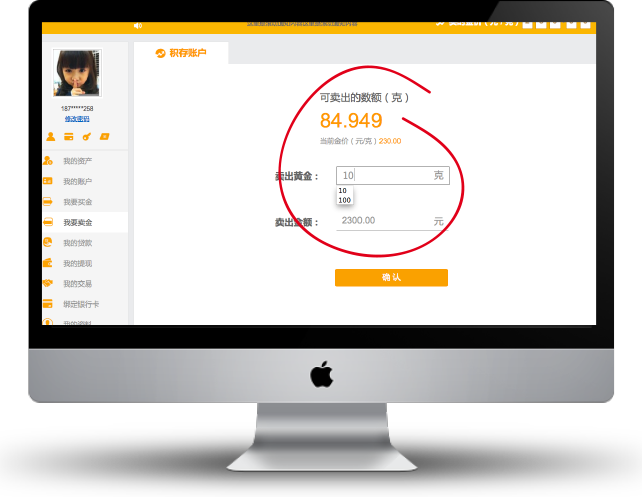 积存账户
187****258
修改密码
可卖出的数额（克）
84.949
当前金价（元/克）230.00
我的资产
我的账户
我要买金
我要卖金
我的贷款
我的提现
我的交易
绑定银行卡
我的资料
卖出黄金： 10 克
10
100
卖出金额： 2300.00 元
确 认